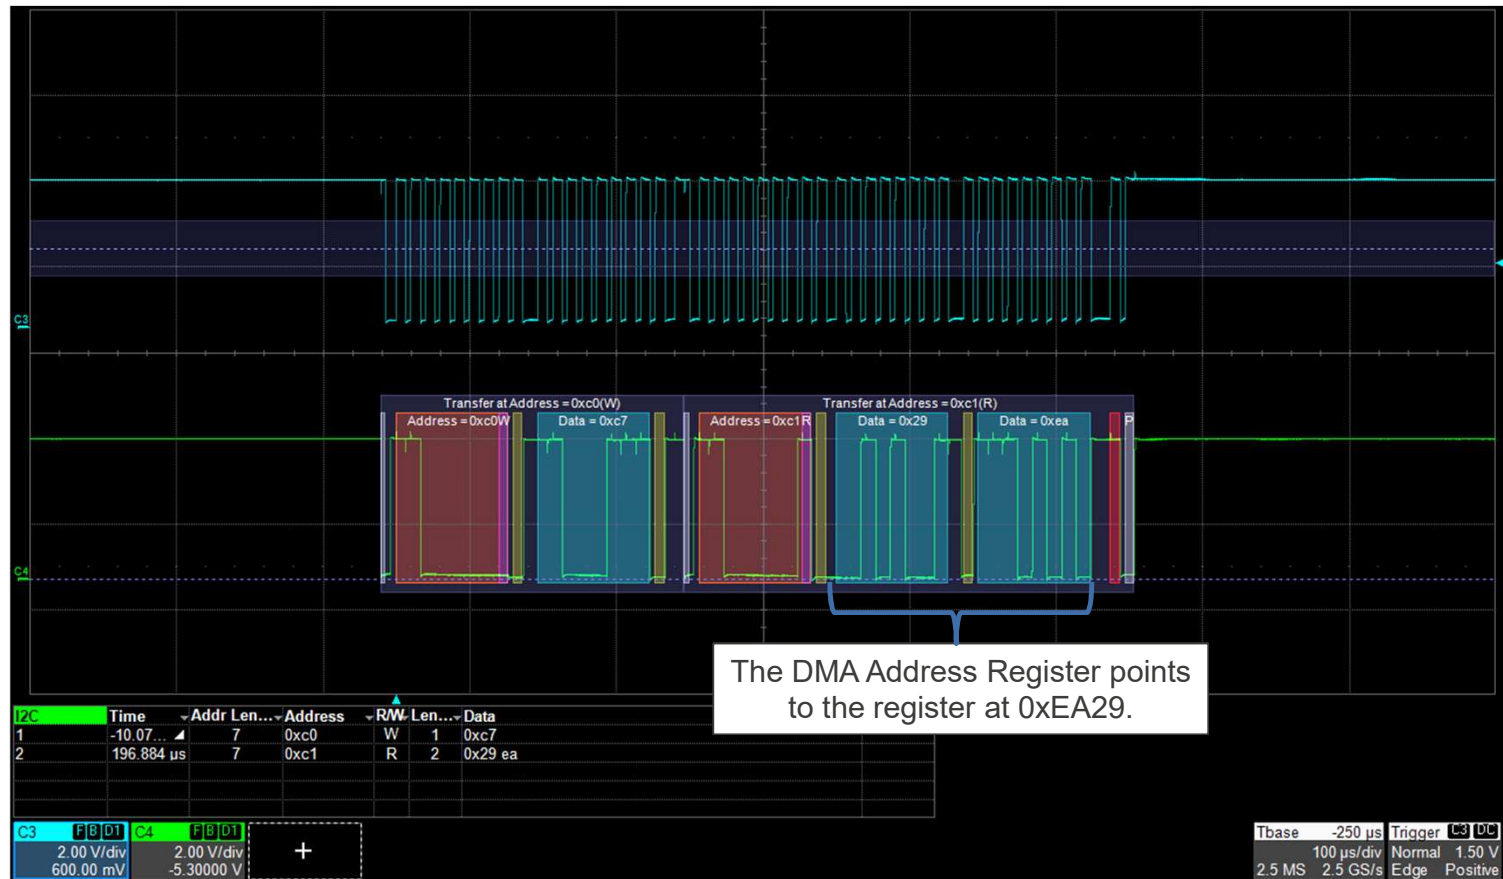 C3
Transfer at Address = 0xc0(W)
Transfer at Address = 0xc1(R)
Address = 0xc0W
Data = 0xc7
Address = 0xc1R
Data = 0x29
Data = 0xea
P
C4
The DMA Address Register points
to the register at 0xEA29.
I2C Time Addr Len... Address R/W Len... Data
1 -10.07... 7 0xc0 W 1 0xc7
2 196.884 µs 7 0xc1 R 2 0x29 ea
C3 F B D1
2.00 V/div
600.00 mV
C4 F B D1
2.00 V/div
-5.30000 V
+
Tbase -250 µs
100 µs/div
2.5 MS 2.5 GS/s
Trigger C3 DC
Normal 1.50 V
Edge Positive